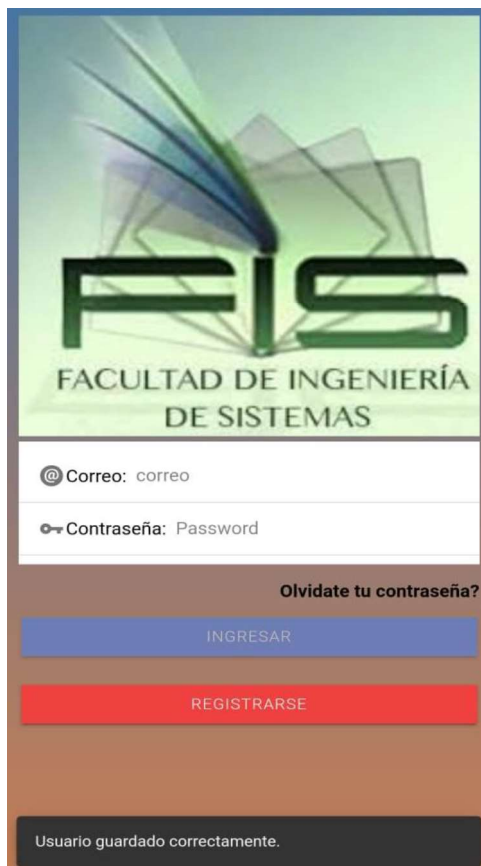 FIS
FACULTAD DE INGENIERÍA
DE SISTEMAS
@ Correo: correo
Contraseña: Password
Olvidate tu contraseña?
INGRESAR
REGISTRARSE
Usuario guardado correctamente.